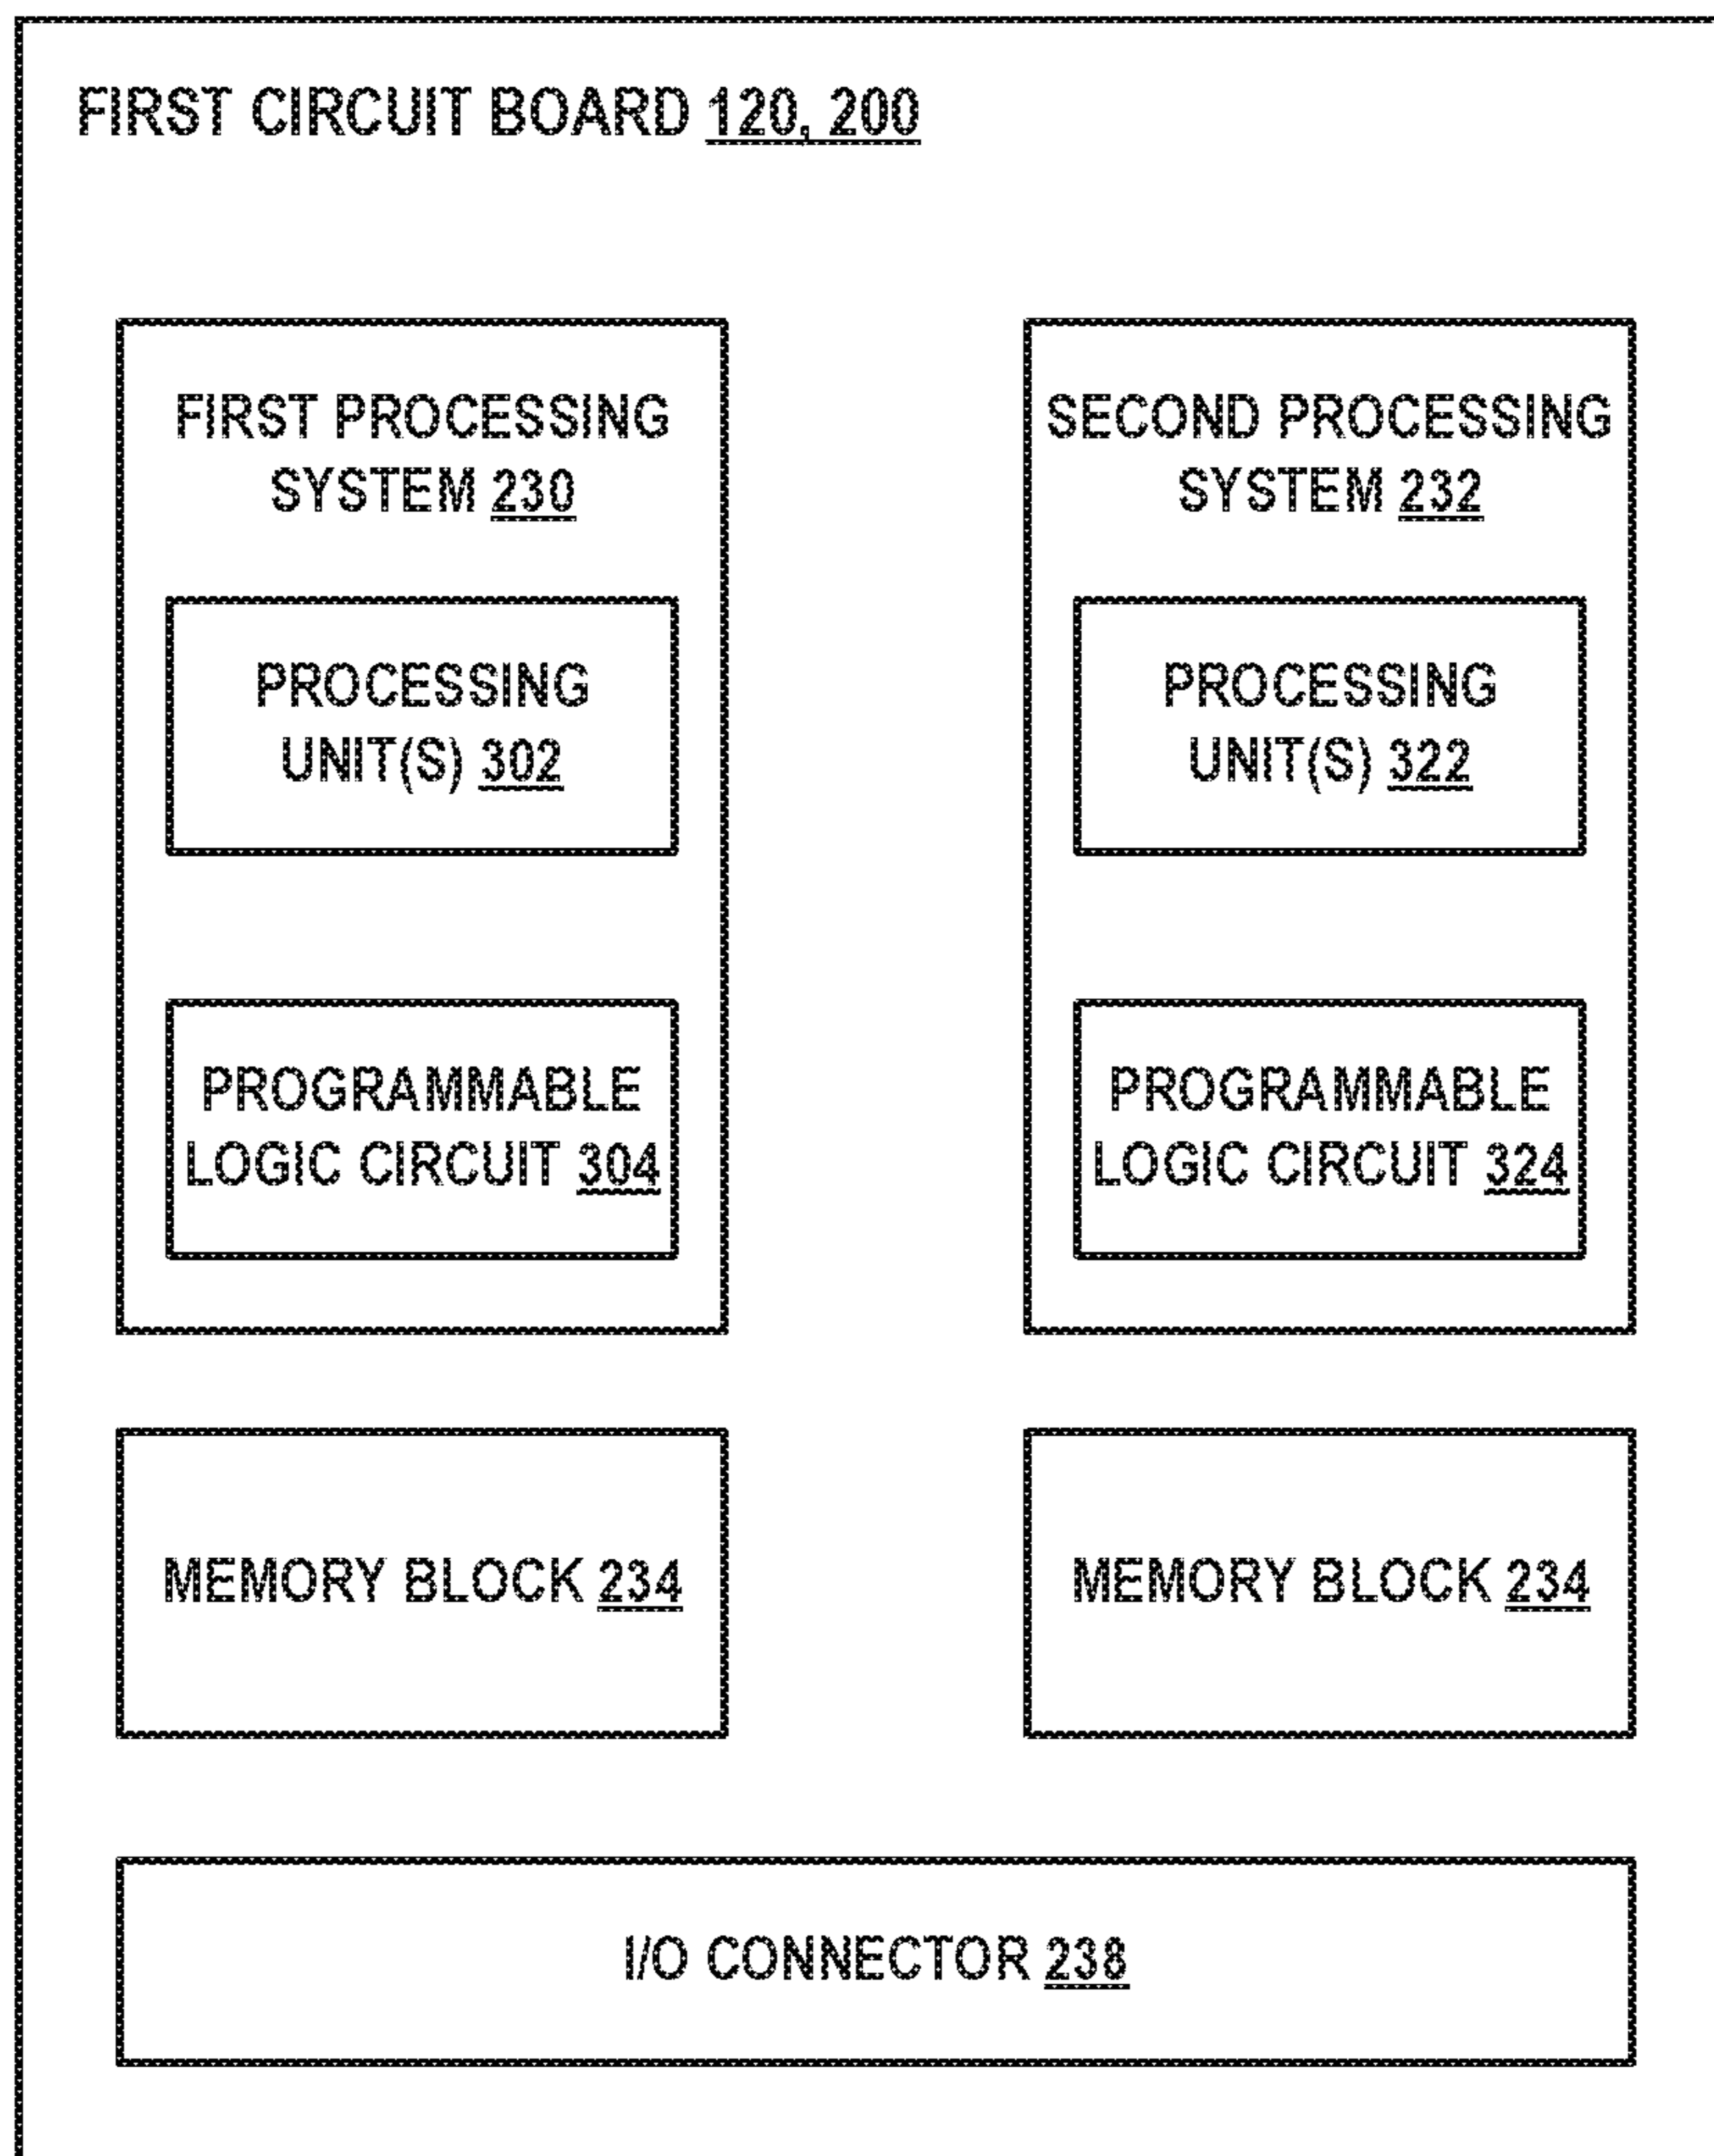 FIRST CIRCUIT BOARD 120, 200
FIRST PROCESSING
SYSTEM 230
PROCESSING
UNIT(S) 302
PROGRAMMABLE
LOGIC CIRCUIT 304
SECOND PROCESSING
SYSTEM 232
PROCESSING
UNIT(S) 322
PROGRAMMABLE
LOGIC CIRCUIT 324
MEMORY BLOCK 234
MEMORY BLOCK 234
I/O CONNECTOR 238